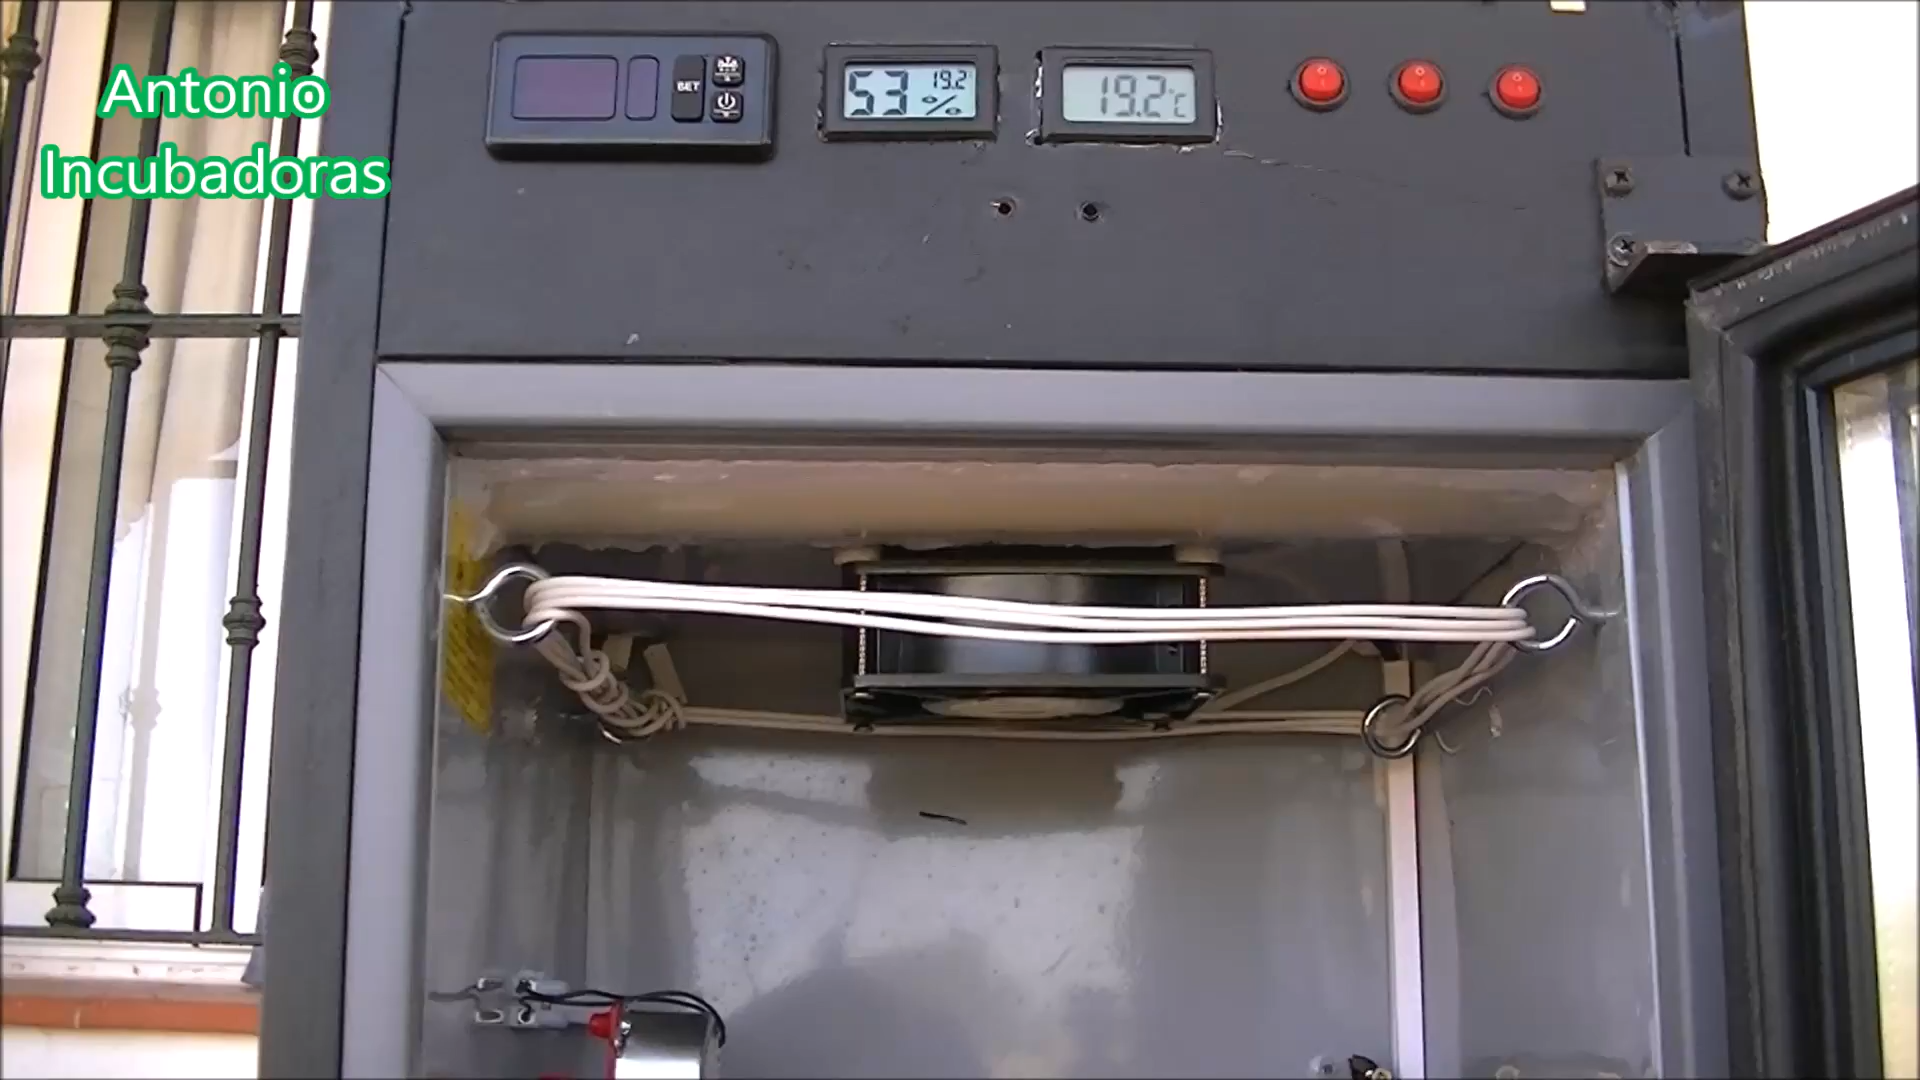 Antonio
Incubadoras
SET
53 19.2
%
19.2 °C